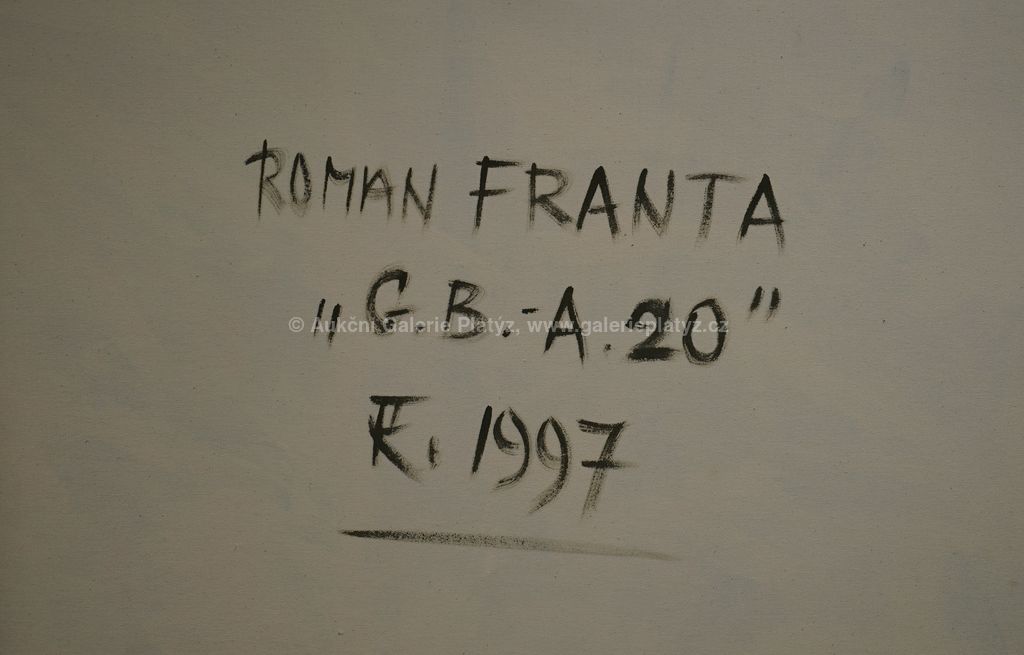 ROMAN FRANTA
„G.B.-A.20"
© Aukční Galerie Platýz, www.galerieplatyz.cz
1997